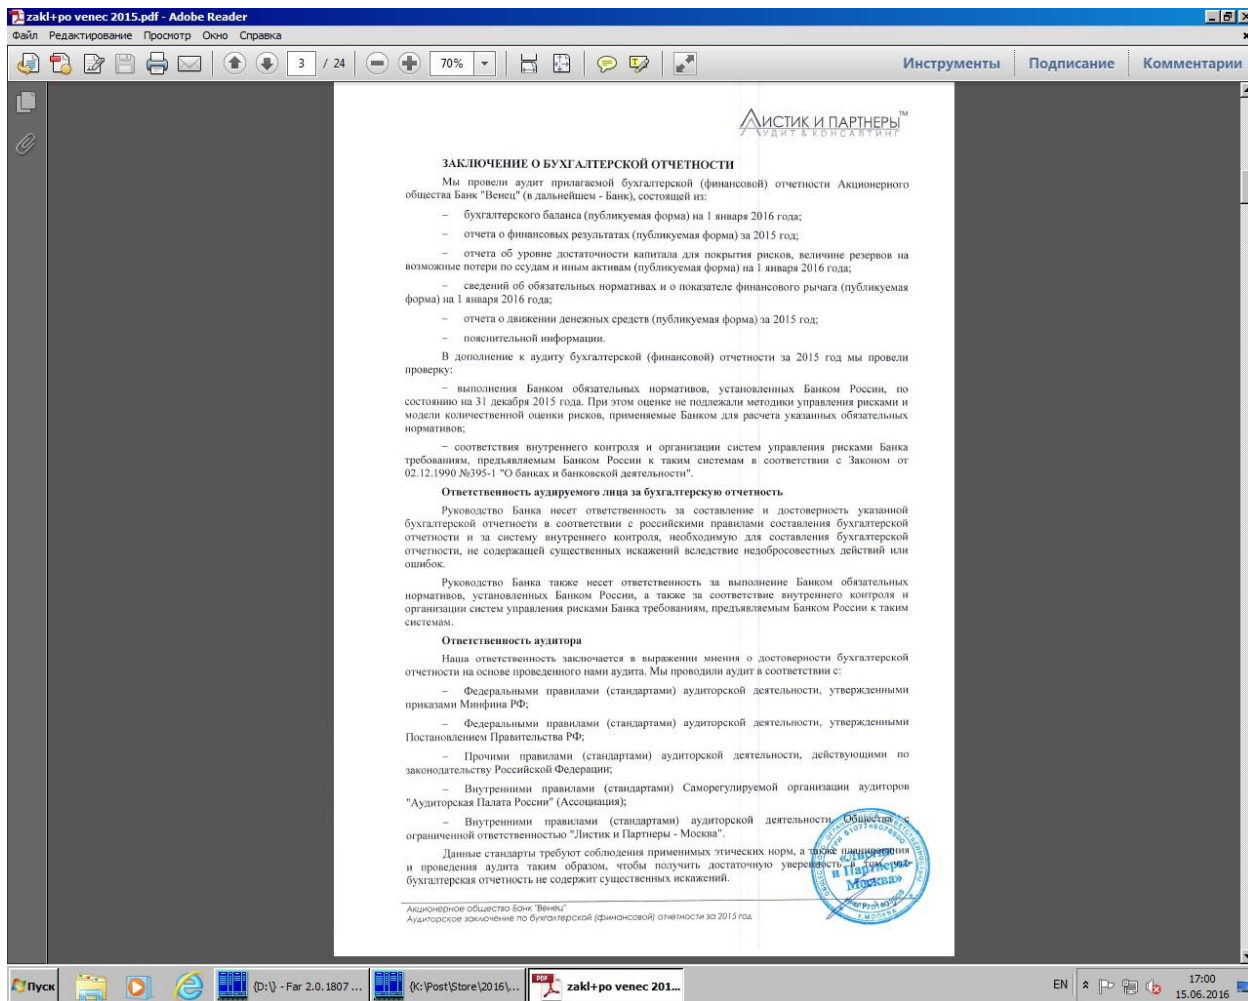 zakl+po venec 2015.pdf - Adobe Reader
Файл Редактирование Просмотр Окно Справка
3 / 24 70% Инструменты Подписание Комментарии
ЛИСТИК И ПАРТНЕРЫ™
АУДИТ & КОНСАЛТИНГ
ЗАКЛЮЧЕНИЕ О БУХГАЛТЕРСКОЙ ОТЧЕТНОСТИ
Мы провели аудит прилагаемой бухгалтерской (финансовой) отчетности Акционерного
общества Банк "Венец" (в дальнейшем - Банк), состоящей из:
– бухгалтерского баланса (публикуемая форма) на 1 января 2016 года;
– отчета о финансовых результатах (публикуемая форма) за 2015 год;
– отчета об уровне достаточности капитала для покрытия рисков, величине резервов на
возможные потери по ссудам и иным активам (публикуемая форма) на 1 января 2016 года;
– сведений об обязательных нормативах и о показателе финансового рычага (публикуемая
форма) на 1 января 2016 года;
– отчета о движении денежных средств (публикуемая форма) за 2015 год;
– пояснительной информации.
В дополнение к аудиту бухгалтерской (финансовой) отчетности за 2015 год мы провели
проверку:
– выполнения Банком обязательных нормативов, установленных Банком России, по
состоянию на 31 декабря 2015 года. При этом оценке не подлежали методики управления рисками и
модели количественной оценки рисков, применяемые Банком для расчета указанных обязательных
нормативов;
– соответствия внутреннего контроля и организации систем управления рисками Банка
требованиям, предъявляемым Банком России к таким системам в соответствии с Законом от
02.12.1990 №395-1 "О банках и банковской деятельности".
Ответственность аудируемого лица за бухгалтерскую отчетность
Руководство Банка несет ответственность за составление и достоверность указанной
бухгалтерской отчетности в соответствии с российскими правилами составления бухгалтерской
отчетности и за систему внутреннего контроля, необходимую для составления бухгалтерской
отчетности, не содержащей существенных искажений вследствие недобросовестных действий или
ошибок.
Руководство Банка также несет ответственность за выполнение Банком обязательных
нормативов, установленных Банком России, а также за соответствие внутреннего контроля и
организации систем управления рисками Банка требованиям, предъявляемым Банком России к таким
системам.
Ответственность аудитора
Наша ответственность заключается в выражении мнения о достоверности бухгалтерской
отчетности на основе проведенного нами аудита. Мы проводили аудит в соответствии с:
– Федеральными правилами (стандартами) аудиторской деятельности, утвержденными
приказами Минфина РФ;
– Федеральными правилами (стандартами) аудиторской деятельности, утвержденными
Постановлением Правительства РФ;
– Прочими правилами (стандартами) аудиторской деятельности, действующими по
законодательству Российской Федерации;
– Внутренними правилами (стандартами) Саморегулируемой организации аудиторов
"Аудиторская Палата России" (Ассоциация);
– Внутренними правилами (стандартами) аудиторской деятельности Общества с
ограниченной ответственностью "Листик и Партнеры - Москва".
Данные стандарты требуют соблюдения применимых этических норм, а также планирования
и проведения аудита таким образом, чтобы получить достаточную уверенность в том, что
бухгалтерская отчетность не содержит существенных искажений.
«Листик
и Партнеры
Москва»
г.МОСКВА
Акционерное общество Банк "Венец"
Аудиторское заключение по бухгалтерской (финансовой) отчетности за 2015 год
Пуск {D:\} - Far 2.0.1807 ... {K:\Post\Store\2016\... zakl+po venec 201... EN 17:00
15.06.2016